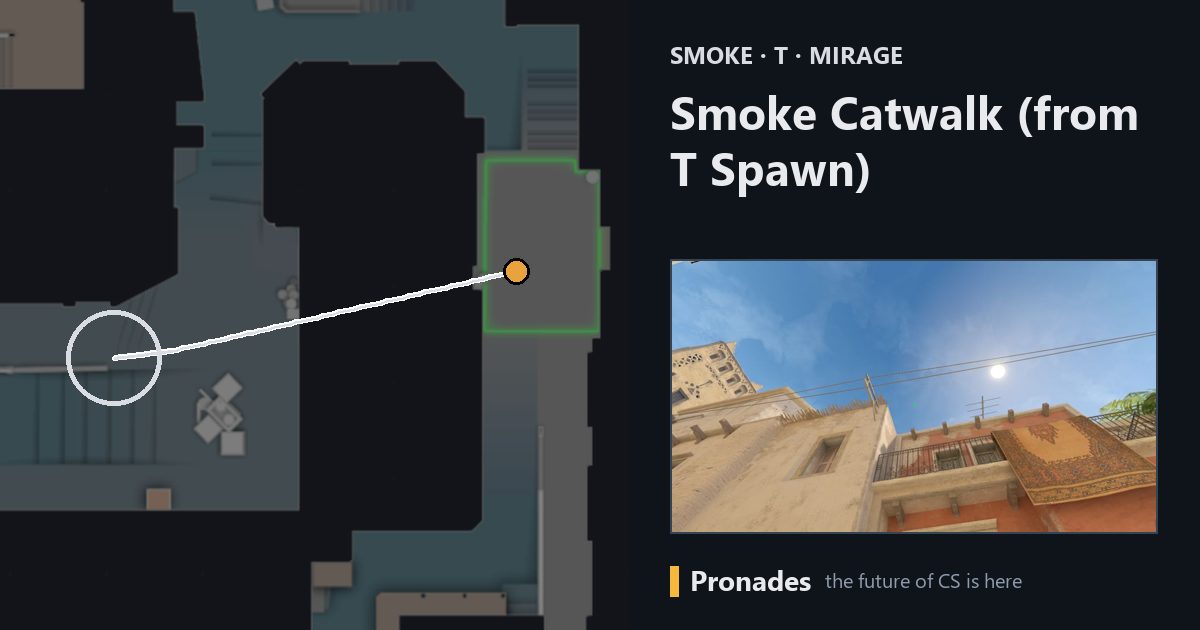 SMOKE · T · MIRAGE
Smoke Catwalk (from
T Spawn)
Pronades the future of CS is here